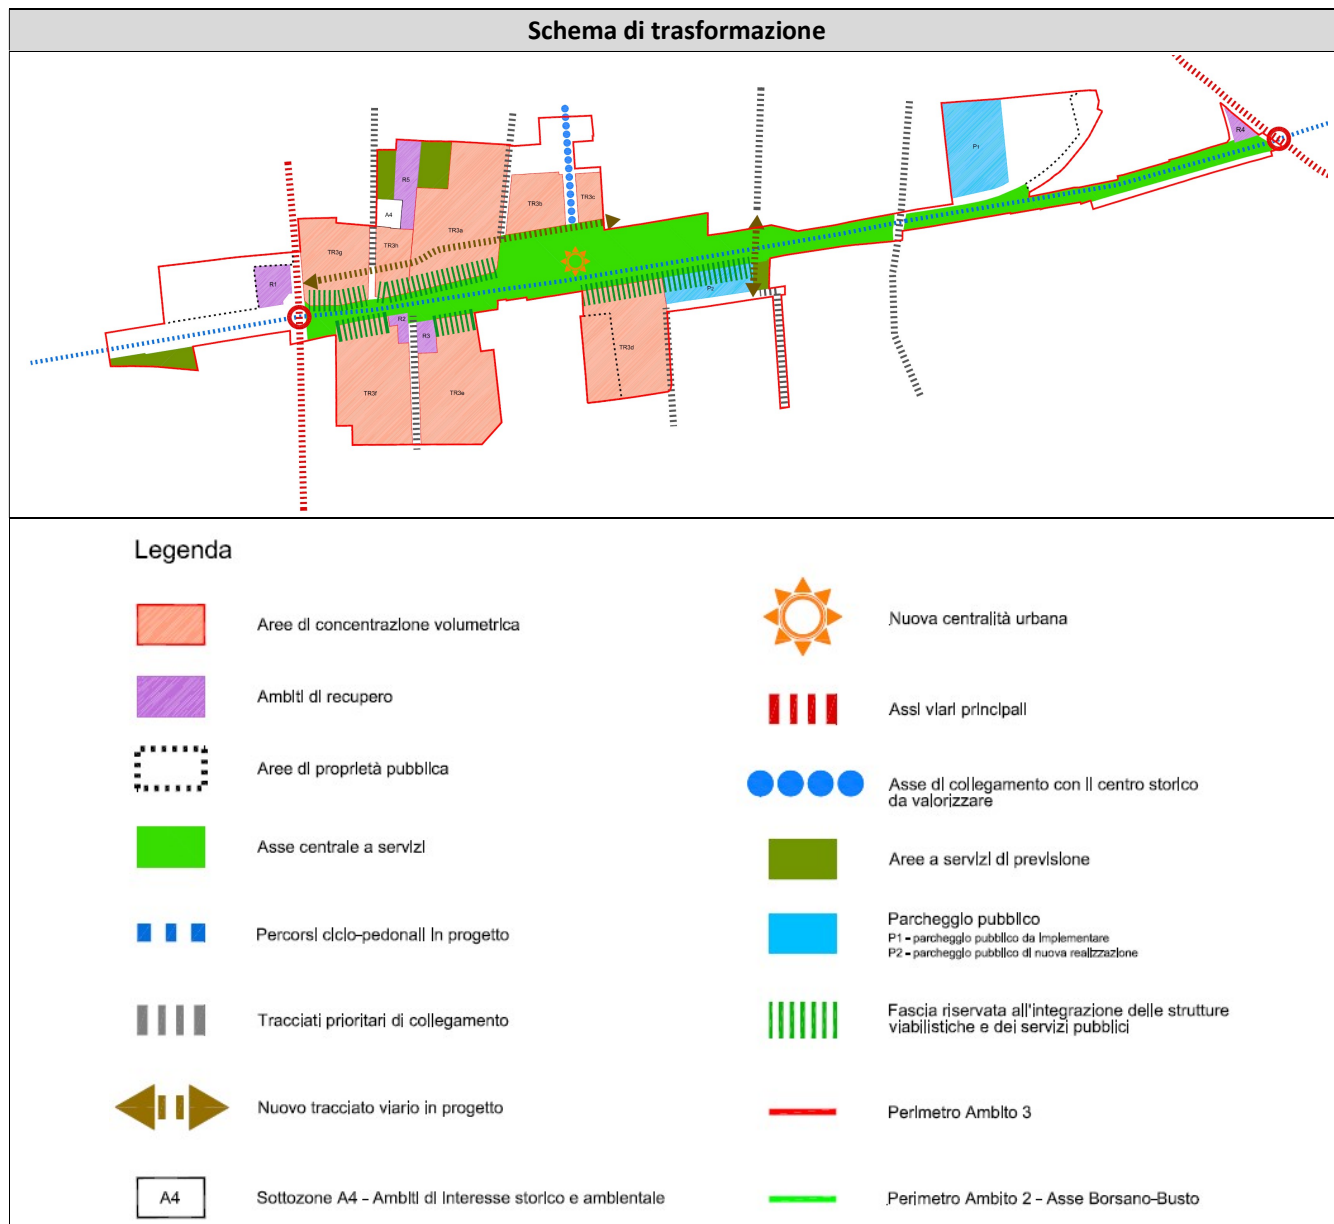 Schema di trasformazione
P1
R4
R5
A4
TR3b
TR3c
TR3a
TR3h
TR3g
R1
P2
R2
R3
TR3d
TR3f
TR3e
Legenda
Aree di concentrazione volumetrica
Ambiti di recupero
Aree di proprietà pubblica
Asse centrale a servizi
Percorsi ciclo-pedonali in progetto
Tracciati prioritari di collegamento
Nuovo tracciato viario in progetto
A4
Sottozone A4 - Ambiti di interesse storico e ambientale
Nuova centralità urbana
Assi viari principali
Asse di collegamento con il centro storico
da valorizzare
Aree a servizi di previsione
Parcheggio pubblico
P1 - parcheggio pubblico da implementare
P2 - parcheggio pubblico di nuova realizzazione
Fascia riservata all'integrazione delle strutture
viabilistiche e dei servizi pubblici
Perimetro Ambito 3
Perimetro Ambito 2 - Asse Borsano-Busto